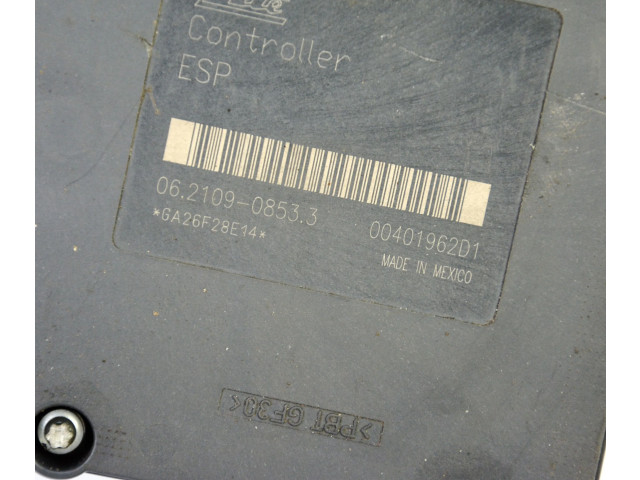 Controller
ESP
06.2109-0853.3 00401962D1
*GA26F28E14*
MADE IN MEXICO
>PBT GF30<